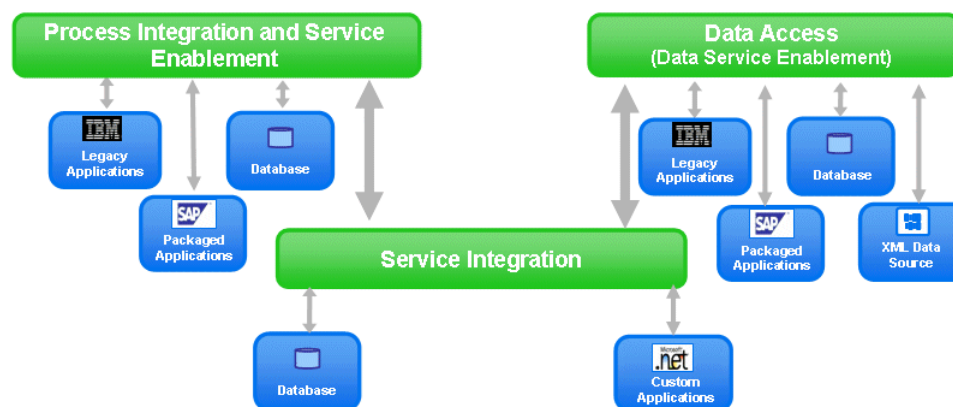 Process Integration and Service
Enablement
Data Access
(Data Service Enablement)
IBM
Legacy
Applications
Database
SAP
Packaged
Applications
IBM
Legacy
Applications
Database
SAP
Packaged
Applications
XML Data
Source
Service Integration
Database
Microsoft
.net
Custom
Applications